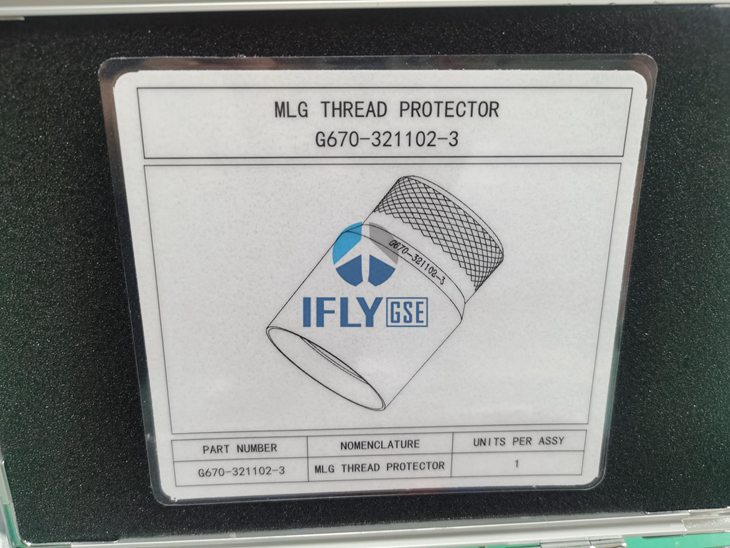 MLG THREAD PROTECTOR
G670-321102-3
G670-321102-3
IFLY GSE
PART NUMBER NOMENCLATURE UNITS PER ASSY
G670-321102-3 MLG THREAD PROTECTOR 1